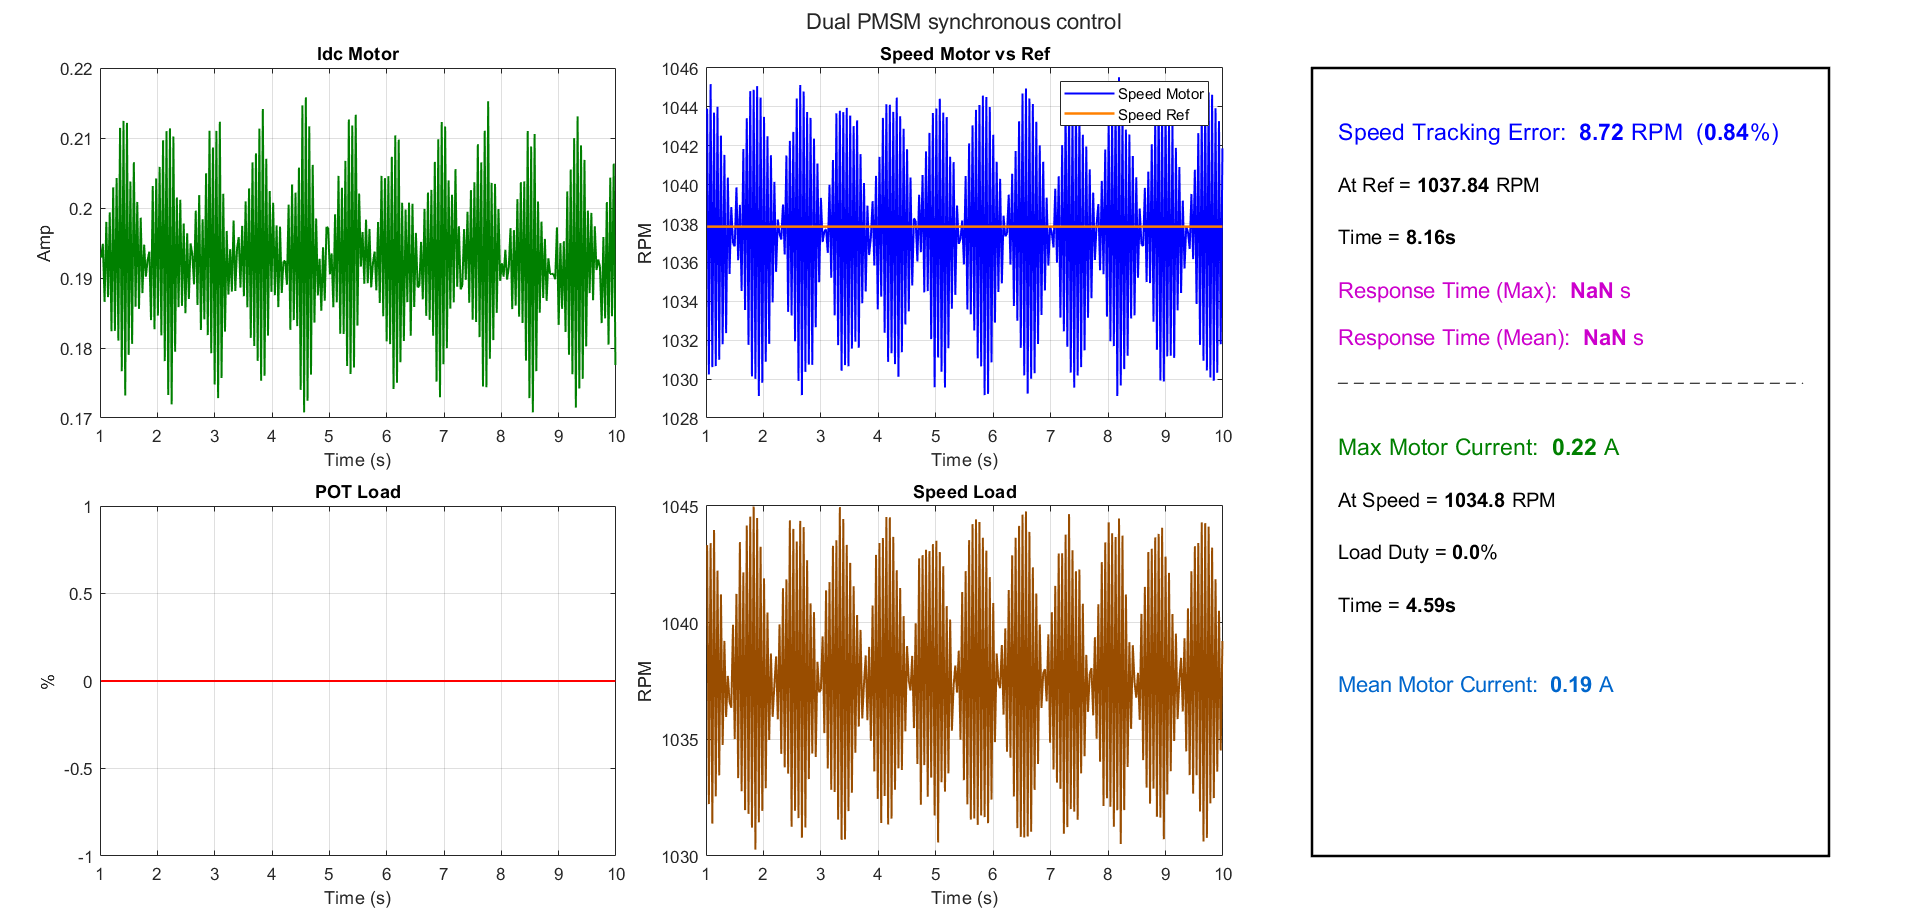 Dual PMSM synchronous control
Idc Motor
0.22
0.21
0.2
0.19
0.18
0.17
Amp
1 2 3 4 5 6 7 8 9 10
Time (s)
Speed Motor vs Ref
Speed Motor
Speed Ref
1046
1044
1042
1040
1038
1036
1034
1032
1030
1028
RPM
1 2 3 4 5 6 7 8 9 10
Time (s)
POT Load
1
0.5
0
-0.5
-1
%
1 2 3 4 5 6 7 8 9 10
Time (s)
Speed Load
1045
1040
1035
1030
RPM
1 2 3 4 5 6 7 8 9 10
Time (s)
Speed Tracking Error: 8.72 RPM (0.84%)
At Ref = 1037.84 RPM
Time = 8.16s
Response Time (Max): NaN s
Response Time (Mean): NaN s
Max Motor Current: 0.22 A
At Speed = 1034.8 RPM
Load Duty = 0.0%
Time = 4.59s
Mean Motor Current: 0.19 A